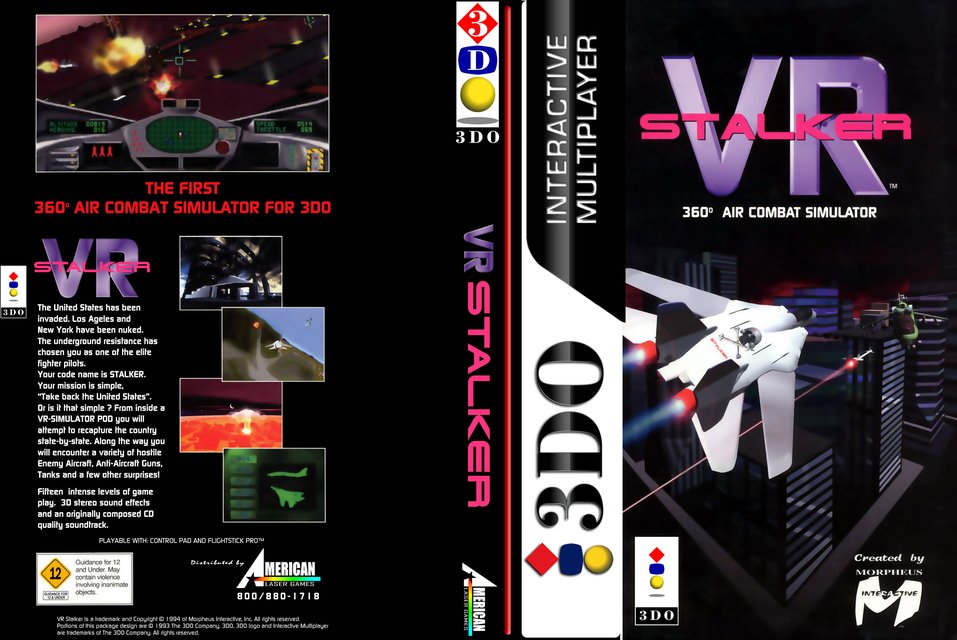 ALTITUDE 00819
HEADING 016
SPEED 0514
THROTTLE 069
THE FIRST
360° AIR COMBAT SIMULATOR FOR 3DO
VR
STALKER
3DO
The United States has been
invaded. Los Angeles and
New York have been nuked.
The underground resistance has
chosen you as one of the elite
fighter pilots.
Your code name is STALKER.
Your mission is simple,
"Take back the United States".
Or is it that simple ? From inside a
VR-SIMULATOR POD you will
attempt to recapture the country
state-by-state. Along the way you
will encounter a variety of hostile
Enemy Aircraft, Anti-Aircraft Guns,
Tanks and a few other surprises!
Fifteen intense levels of game
play. 3D stereo sound effects
and an originally composed CD
quality soundtrack.
PLAYABLE WITH: CONTROL PAD AND FLIGHTSTICK PRO™
12
GUIDANCE FOR
12 & UNDER
Guidance for 12
and Under. May
contain violence
involving inanimate
objects.
Distributed by
AMERICAN
LASER GAMES
800/880-1718
VR Stalker is a trademark and Copyright © 1994 of Morpheus Interactive, Inc. All rights reserved.
Portions of this package design are © 1993 The 3DO Company. 3DO, 3DO logo and Interactive Multiplayer
are trademarks of The 3DO Company. All rights reserved.
3
D
3DO
VR STALKER
AMERICAN
LASER GAMES
INTERACTIVE
MULTIPLAYER
3DO
VR
STALKER
TM
360° AIR COMBAT SIMULATOR
STALKER
3DO
Created by
MORPHEUS
INTERACTIVE